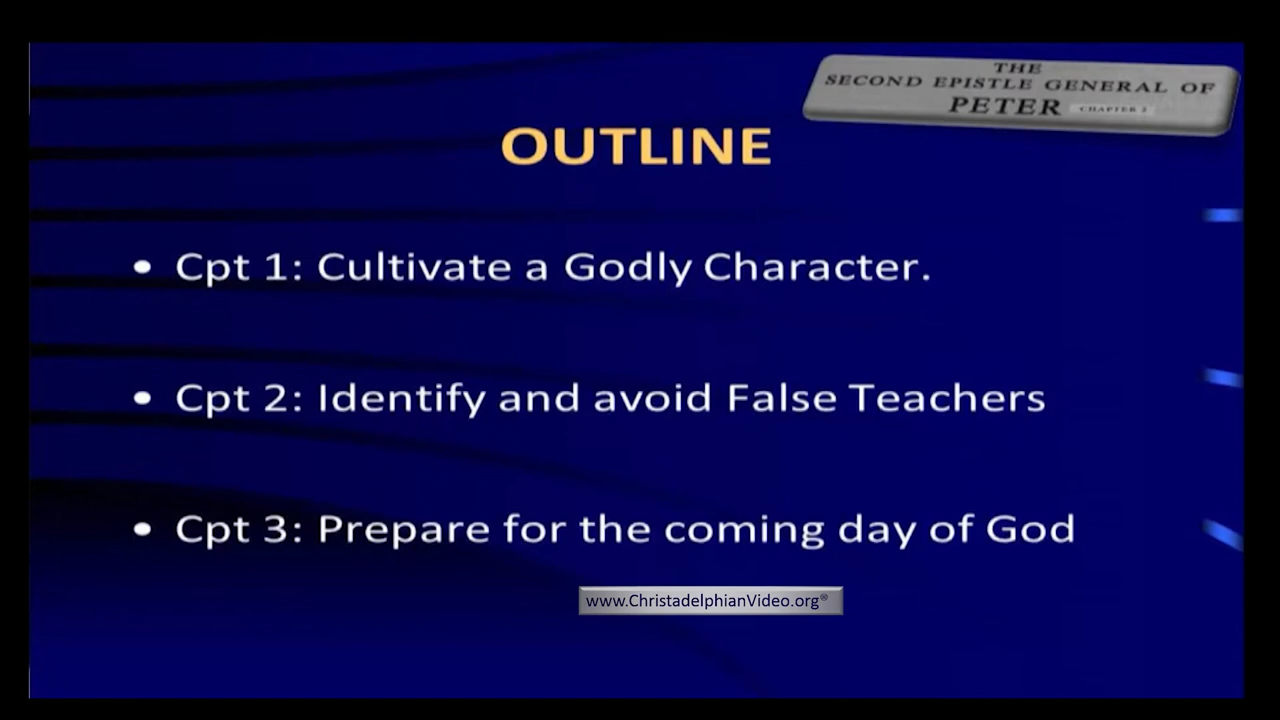 THE
SECOND EPISTLE GENERAL OF
PETER
OUTLINE
• Cpt 1: Cultivate a Godly Character.
• Cpt 2: Identify and avoid False Teachers
• Cpt 3: Prepare for the coming day of God
www.ChristadelphianVideo.org®